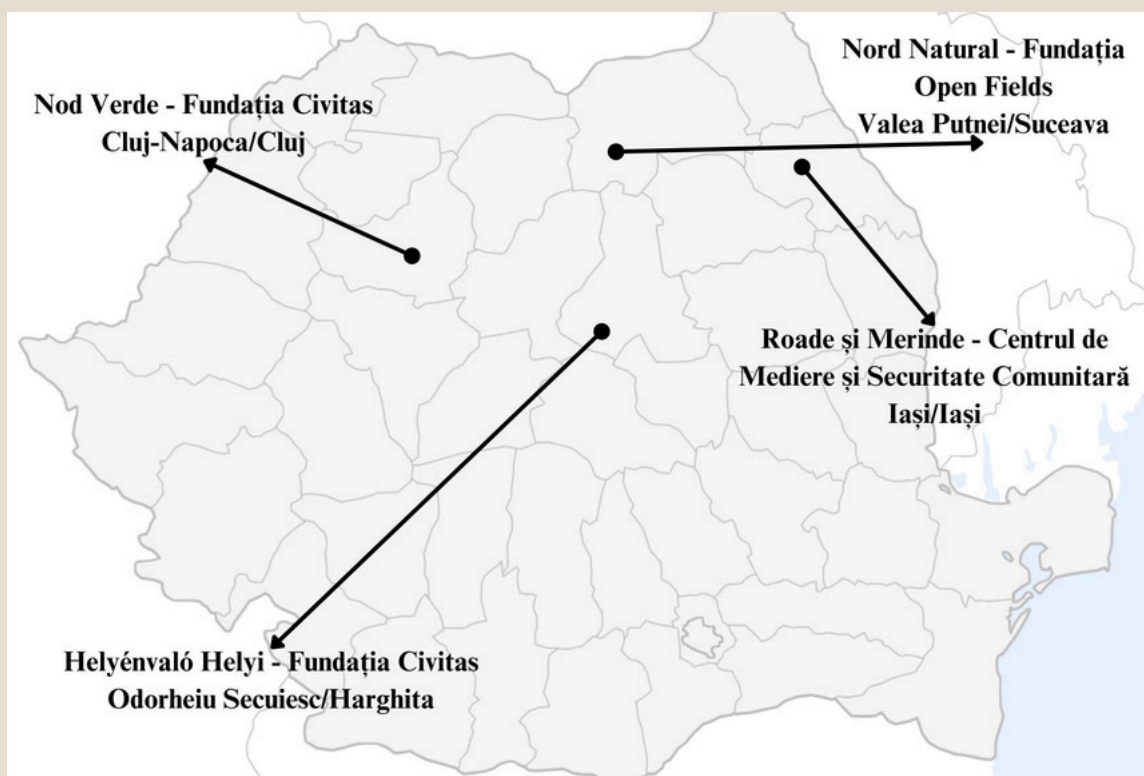 Nord Natural - Fundația
Open Fields
Valea Putnei/Suceava
Nod Verde - Fundația Civitas
Cluj-Napoca/Cluj
Roade și Merinde - Centrul de
Mediere și Securitate Comunitară
Iași/Iași
Helyénvaló Helyi - Fundația Civitas
Odorheiu Secuiesc/Harghita